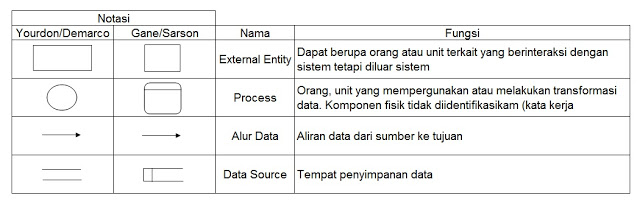 Notasi
Yourdon/Demarco Gane/Sarson Nama Fungsi
External Entity Dapat berupa orang atau unit terkait yang berinteraksi dengan
sistem tetapi diluar sistem
Process Orang, unit yang mempergunakan atau melakukan transformasi
data. Komponen fisik tidak diidentifikasikam (kata kerja
Alur Data Aliran data dari sumber ke tujuan
Data Source Tempat penyimpanan data